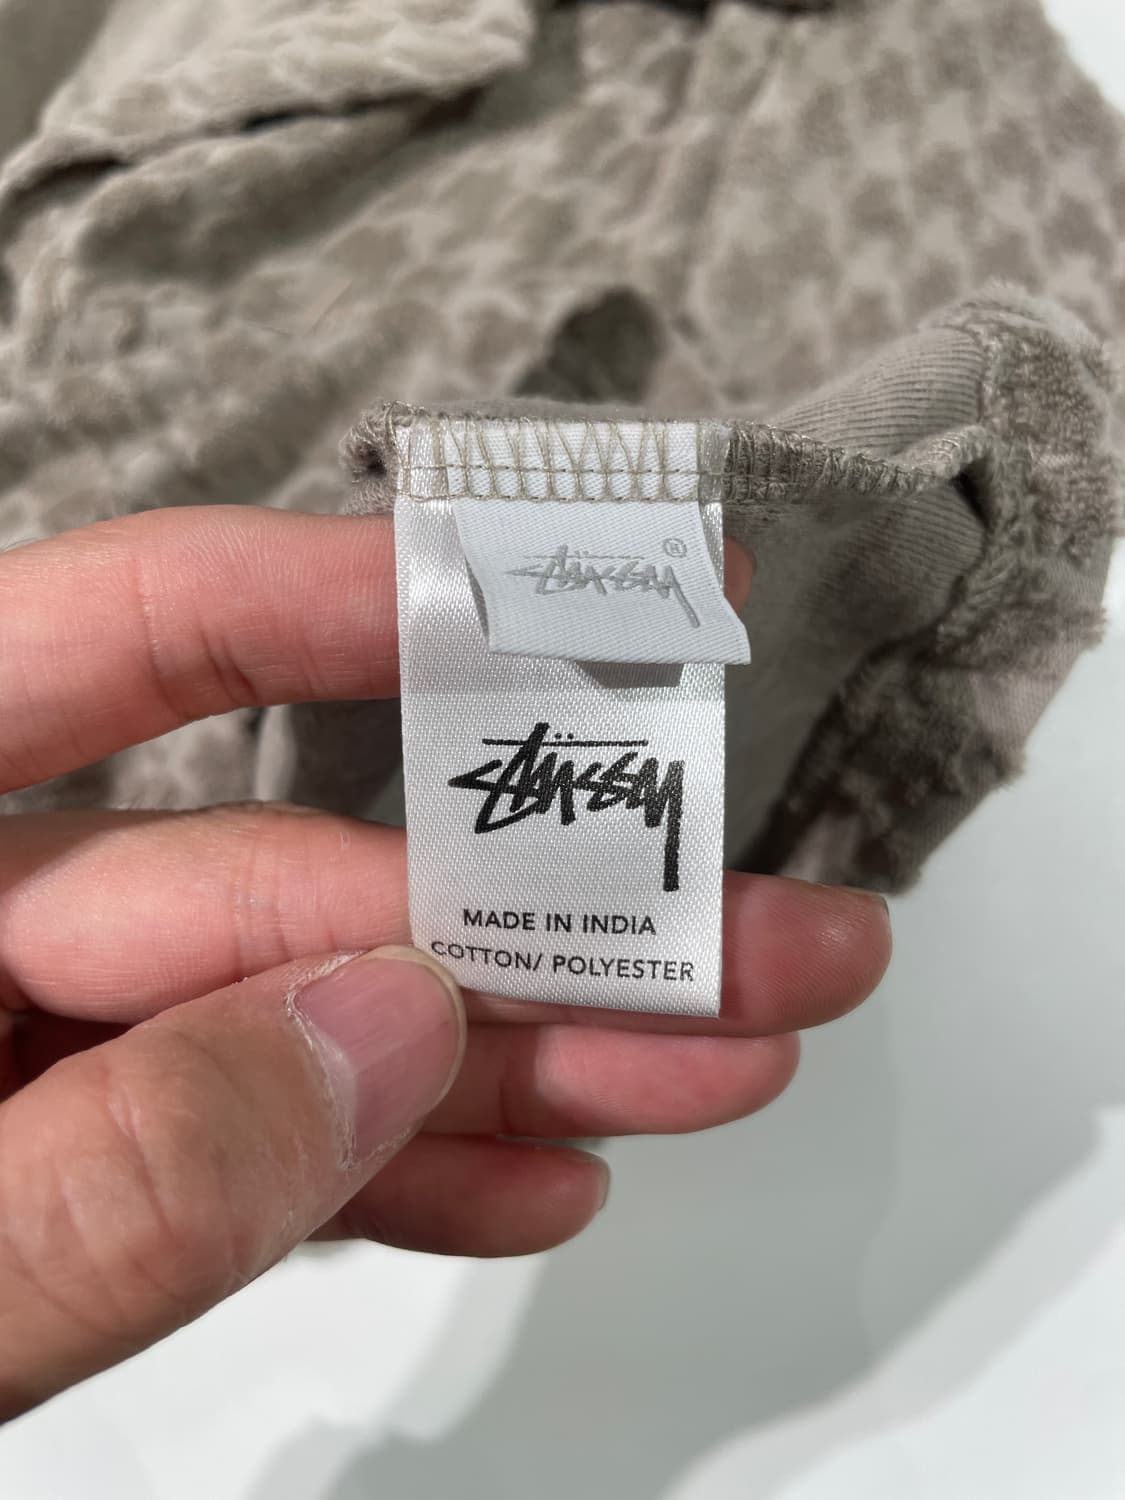 Stüssy ®
Stüssy
MADE IN INDIA
COTTON/ POLYESTER